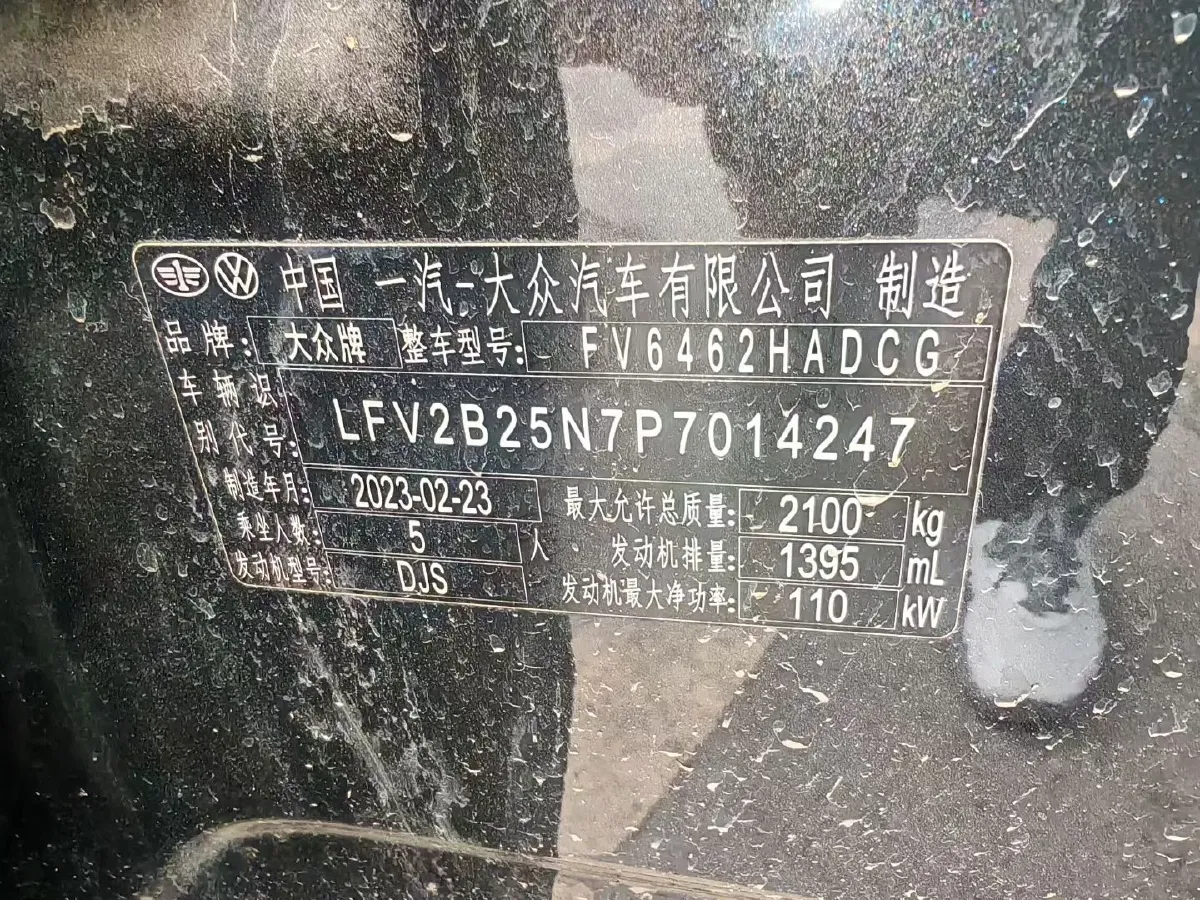 中国 一汽-大众汽车有限公司 制造
品牌: 大众牌 整车型号: FV6462HADCG
车辆识别代号: LFV2B25N7P7014247
制造年月: 2023-02-23 最大允许总质量: 2100 kg
乘坐人数: 5 人 发动机排量: 1395 mL
发动机型号: DJS 发动机最大净功率: 110 kW